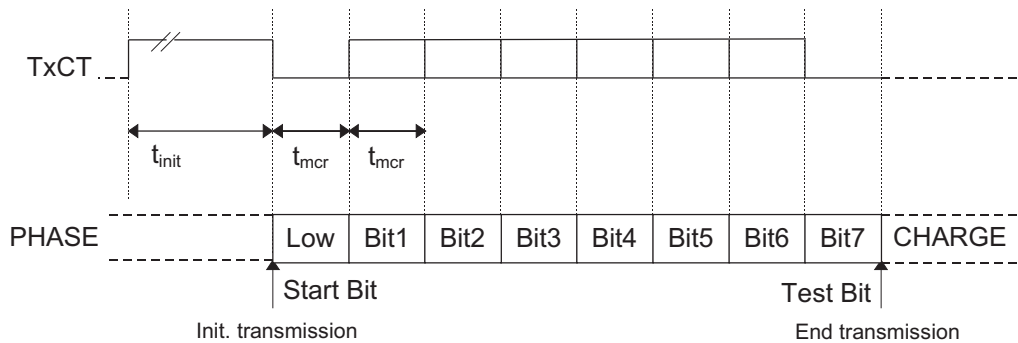 TxCT
tinit
tmcr
tmcr
PHASE
Low Bit1 Bit2 Bit3 Bit4 Bit5 Bit6 Bit7 CHARGE
Start Bit
Test Bit
Init. transmission
End transmission